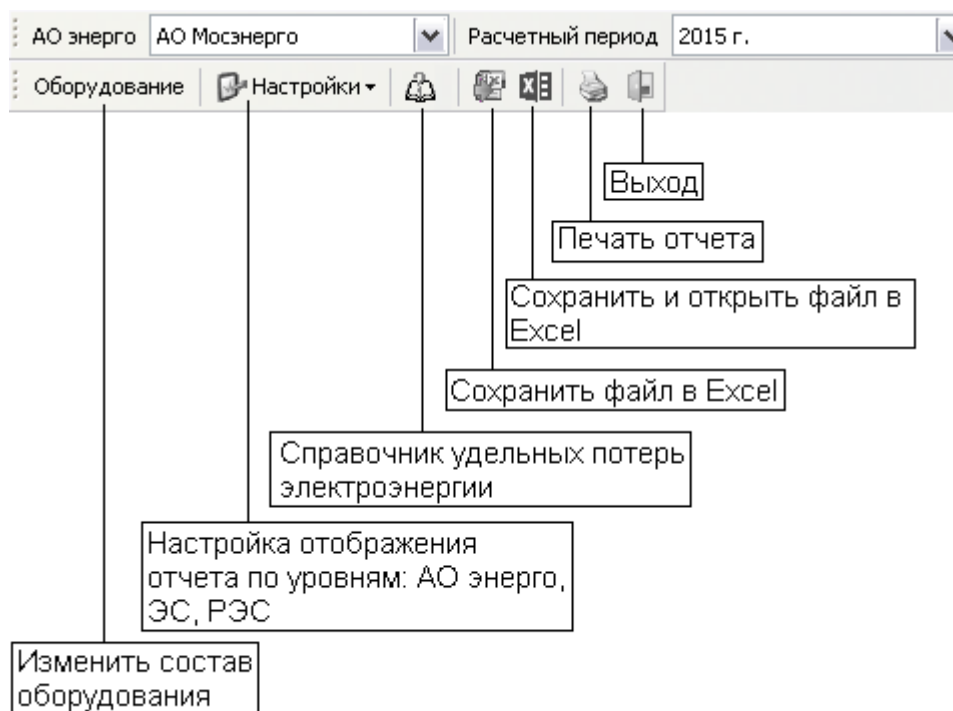 АО энерго АО Мосэнерго Расчетный период 2015 г.
Оборудование Настройки
Выход
Печать отчета
Сохранить и открыть файл в
Excel
Сохранить файл в Excel
Справочник удельных потерь
электроэнергии
Настройка отображения
отчета по уровням: АО энерго,
ЭС, РЭС
Изменить состав
оборудования